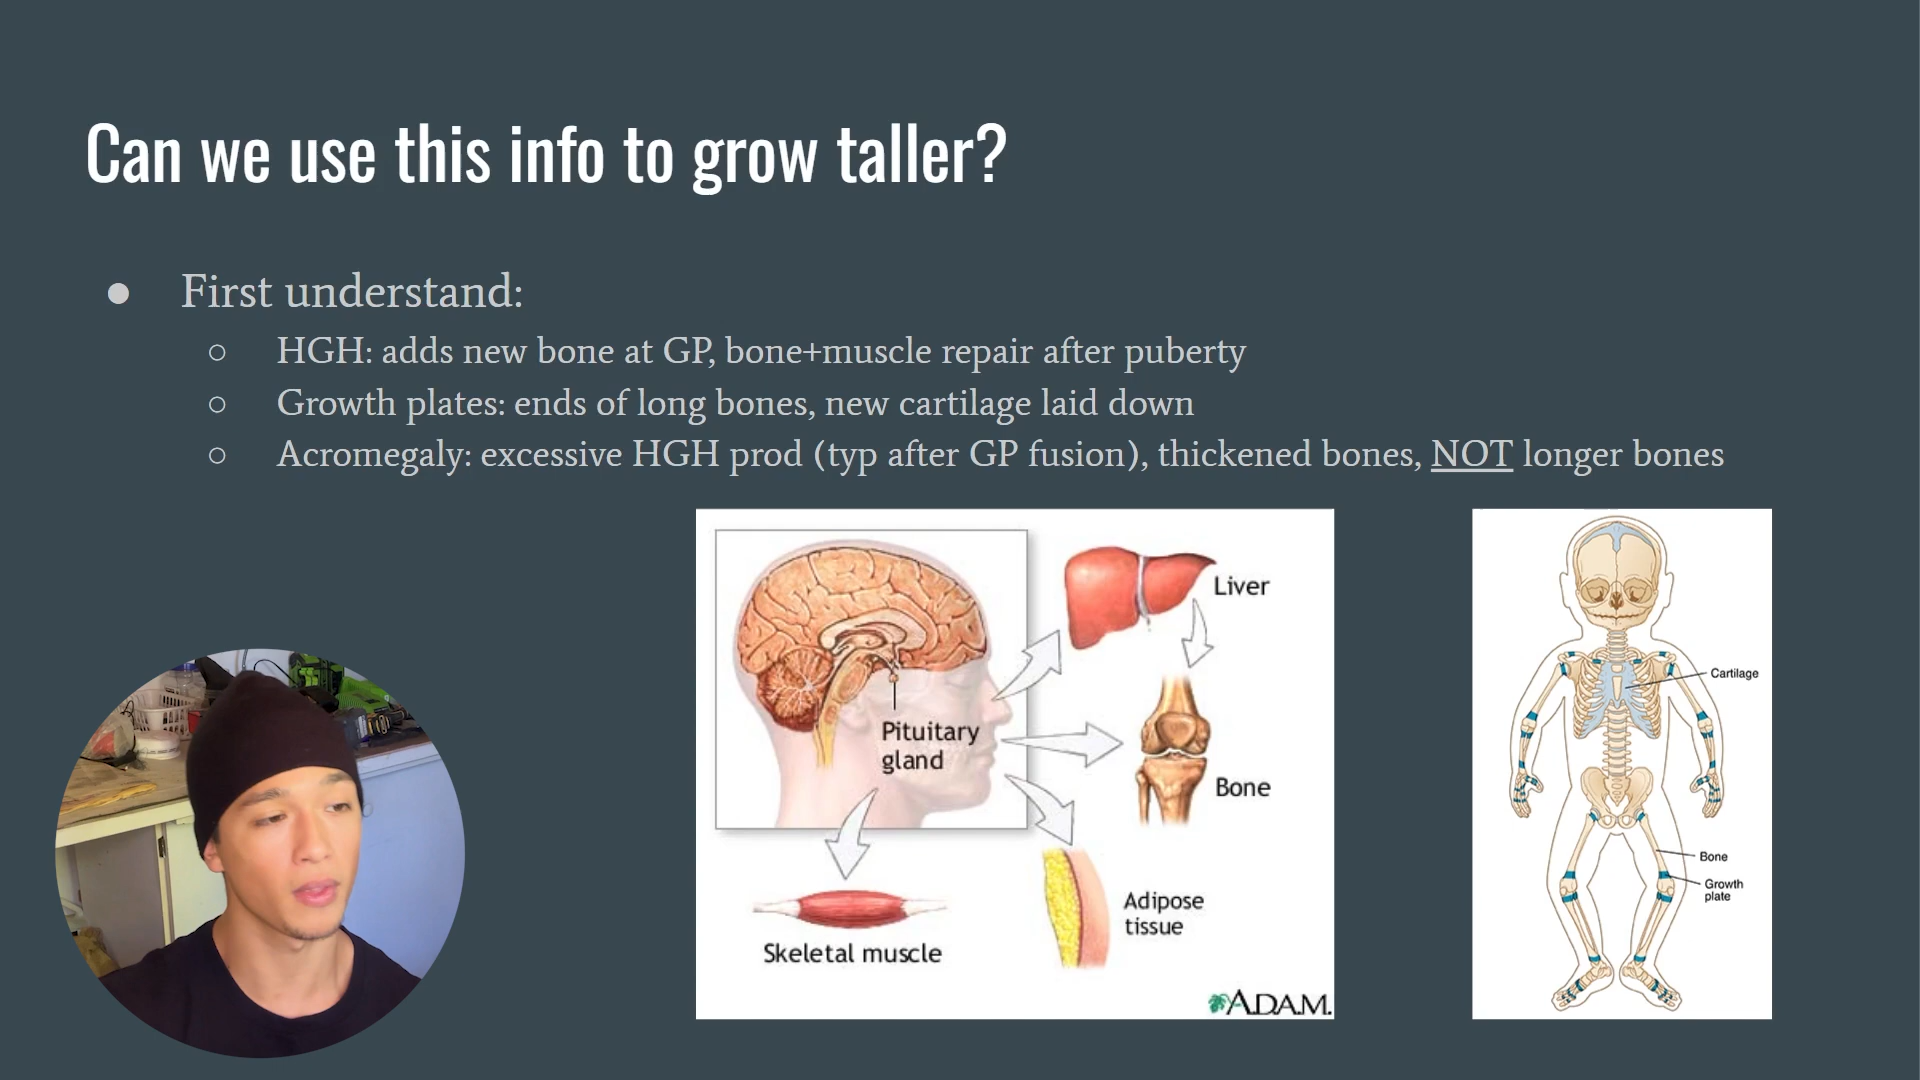 Can we use this info to grow taller?
● First understand:
○ HGH: adds new bone at GP, bone+muscle repair after puberty
○ Growth plates: ends of long bones, new cartilage laid down
○ Acromegaly: excessive HGH prod (typ after GP fusion), thickened bones, NOT longer bones
Liver
Pituitary
gland
Bone
Adipose
tissue
Skeletal muscle
A.D.A.M.
Cartilage
Bone
Growth
plate